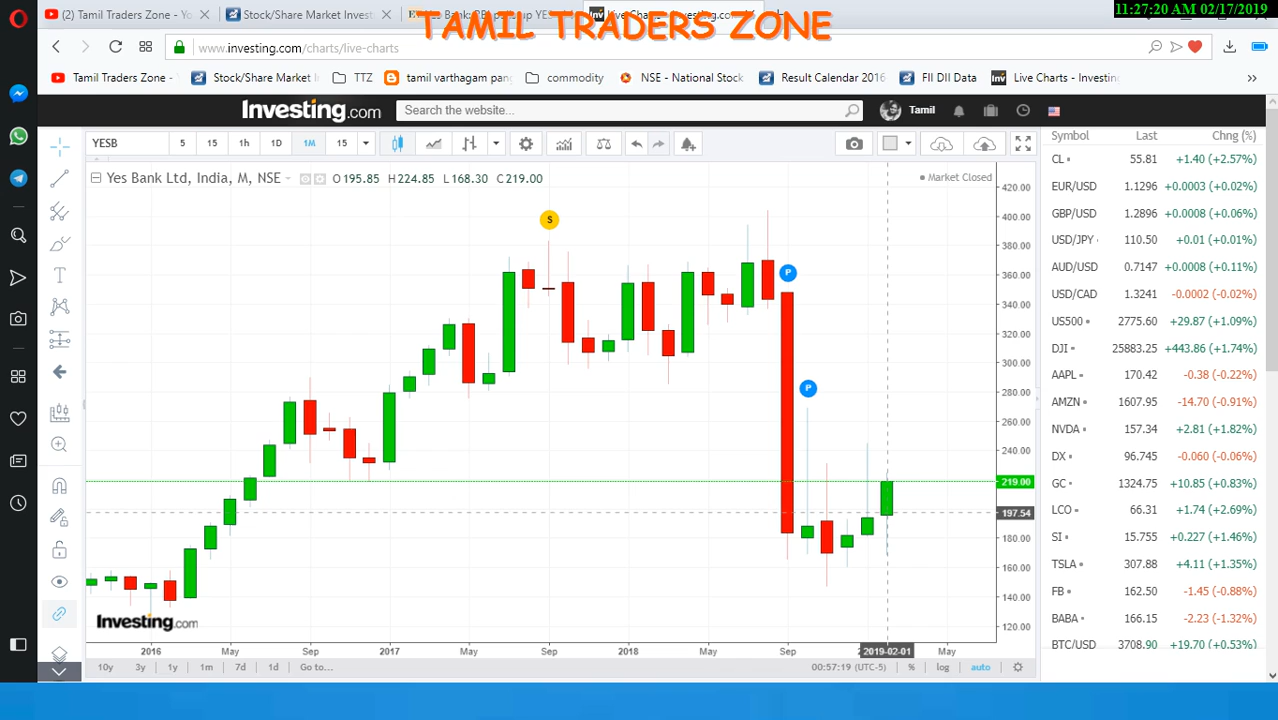 (2) Tamil Traders Zone - Yo
Stock/Share Market Investi
Live Charts - Investing.com
11:27:20 AM 02/17/2019
TAMIL TRADERS ZONE
www.investing.com/charts/live-charts
Tamil Traders Zone -
Stock/Share Market In
TTZ
tamil varthagam pang
commodity
NSE - National Stock
Result Calendar 2016
FII DII Data
Live Charts - Investin
Investing.com
Search the website...
Tamil
YESB
5
15
1h
1D
1M
15
Symbol
Last
Chng (%)
Yes Bank Ltd, India, M, NSE
O195.85 H224.85 L168.30 C219.00
Market Closed
S
P
P
420.00
400.00
380.00
360.00
340.00
320.00
300.00
280.00
260.00
240.00
219.00
197.54
180.00
160.00
140.00
120.00
CL 55.81 +1.40 (+2.57%)
EUR/USD 1.1296 +0.0003 (+0.02%)
GBP/USD 1.2896 +0.0008 (+0.06%)
USD/JPY 110.50 +0.01 (+0.01%)
AUD/USD 0.7147 +0.0008 (+0.11%)
USD/CAD 1.3241 -0.0002 (-0.02%)
US500 2775.60 +29.87 (+1.09%)
DJI 25883.25 +443.86 (+1.74%)
AAPL 170.42 -0.38 (-0.22%)
AMZN 1607.95 -14.70 (-0.91%)
NVDA 157.34 +2.81 (+1.82%)
DX 96.745 -0.060 (-0.06%)
GC 1324.75 +10.85 (+0.83%)
LCO 66.31 +1.74 (+2.69%)
SI 15.755 +0.227 (+1.46%)
TSLA 307.88 +4.11 (+1.35%)
FB 162.50 -1.45 (-0.88%)
BABA 166.15 -2.23 (-1.32%)
BTC/USD 3708.90 +19.70 (+0.53%)
Investing.com
2016
May
Sep
2017
May
Sep
2018
May
Sep
2019-02-01
May
10y
3y
1y
1m
7d
1d
Go to...
00:57:19 (UTC-5)
%
log
auto